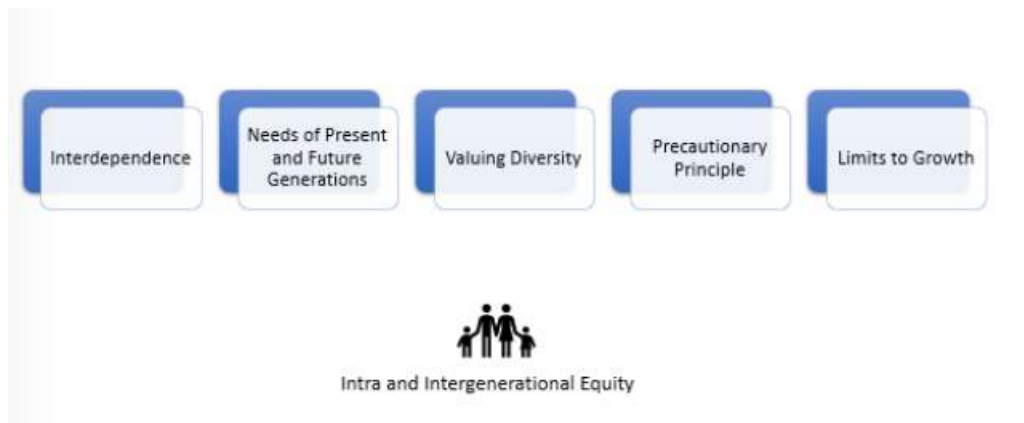 Interdependence
Needs of Present
and Future
Generations
Valuing Diversity
Precautionary
Principle
Limits to Growth
Intra and Intergenerational Equity